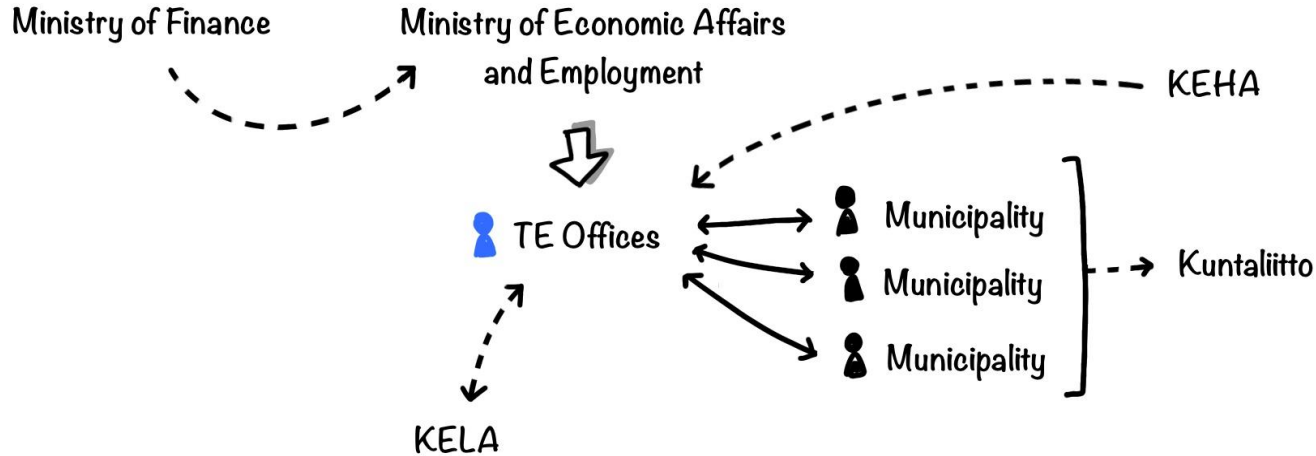 Ministry of Finance
Ministry of Economic Affairs
and Employment
KEHA
TE Offices
Municipality
Municipality
Municipality
Kuntaliitto
KELA